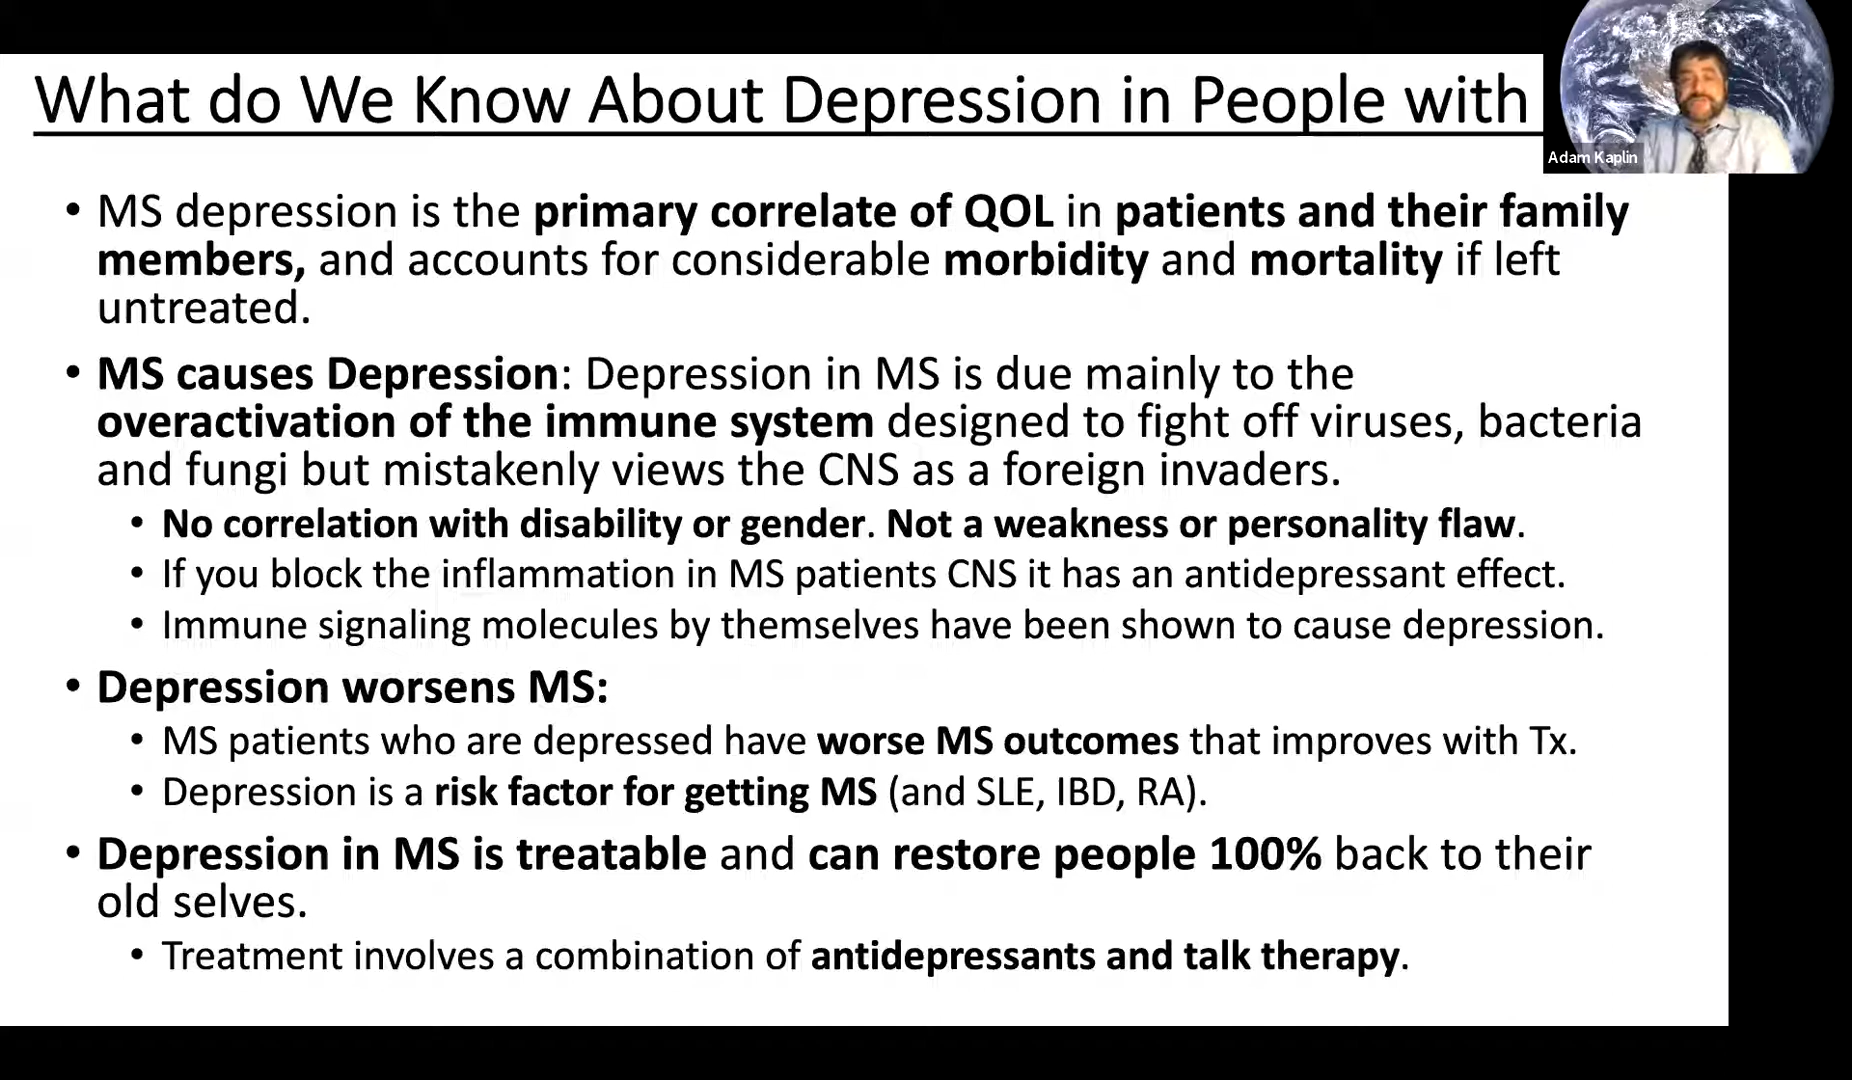 What do We Know About Depression in People with
Adam Kaplin
• MS depression is the primary correlate of QOL in patients and their family
members, and accounts for considerable morbidity and mortality if left
untreated.
• MS causes Depression: Depression in MS is due mainly to the
overactivation of the immune system designed to fight off viruses, bacteria
and fungi but mistakenly views the CNS as a foreign invaders.
• No correlation with disability or gender. Not a weakness or personality flaw.
• If you block the inflammation in MS patients CNS it has an antidepressant effect.
• Immune signaling molecules by themselves have been shown to cause depression.
• Depression worsens MS:
• MS patients who are depressed have worse MS outcomes that improves with Tx.
• Depression is a risk factor for getting MS (and SLE, IBD, RA).
• Depression in MS is treatable and can restore people 100% back to their
old selves.
• Treatment involves a combination of antidepressants and talk therapy.